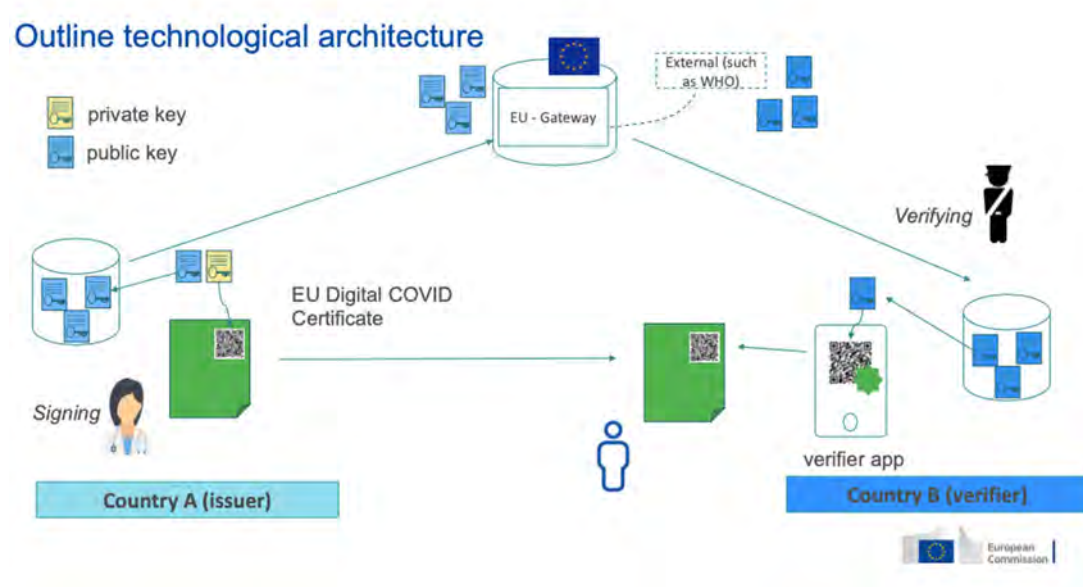 Outline technological architecture
private key
public key
EU - Gateway
External (such
as WHO)
Verifying
EU Digital COVID
Certificate
Signing
verifier app
Country A (issuer)
Country B (verifier)
European
Commission